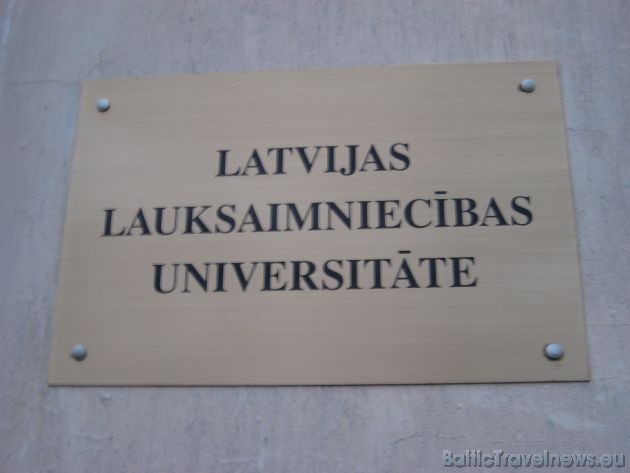 LATVIJAS
LAUKSAIMNIECĪBAS
UNIVERSITĀTE
BalticTravelnews.eu